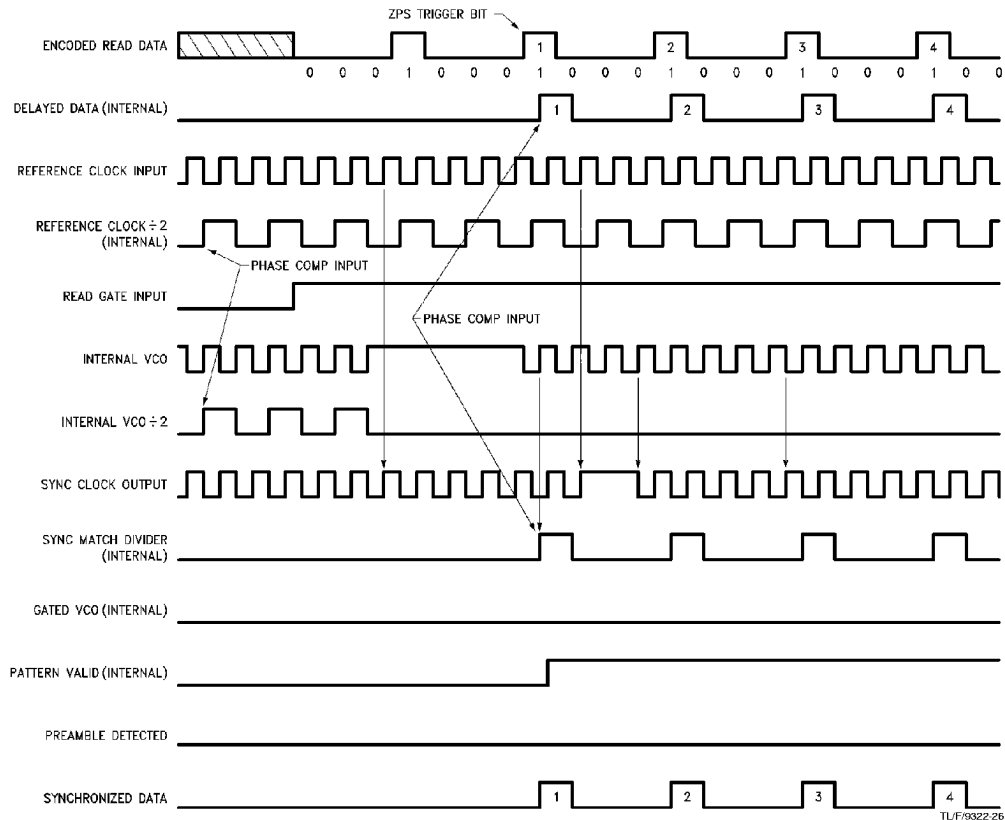 ZPS TRIGGER BIT
ENCODED READ DATA
1 2 3 4
0 0 0 1 0 0 0 1 0 0 0 1 0 0 0 1 0 0 0 1 0 0
DELAYED DATA (INTERNAL)
1 2 3 4
REFERENCE CLOCK INPUT
REFERENCE CLOCK ÷ 2
(INTERNAL)
PHASE COMP INPUT
READ GATE INPUT
PHASE COMP INPUT
INTERNAL VCO
INTERNAL VCO ÷ 2
SYNC CLOCK OUTPUT
SYNC MATCH DIVIDER
(INTERNAL)
GATED VCO (INTERNAL)
PATTERN VALID (INTERNAL)
PREAMBLE DETECTED
SYNCHRONIZED DATA
1 2 3 4
TL/F/9322-26